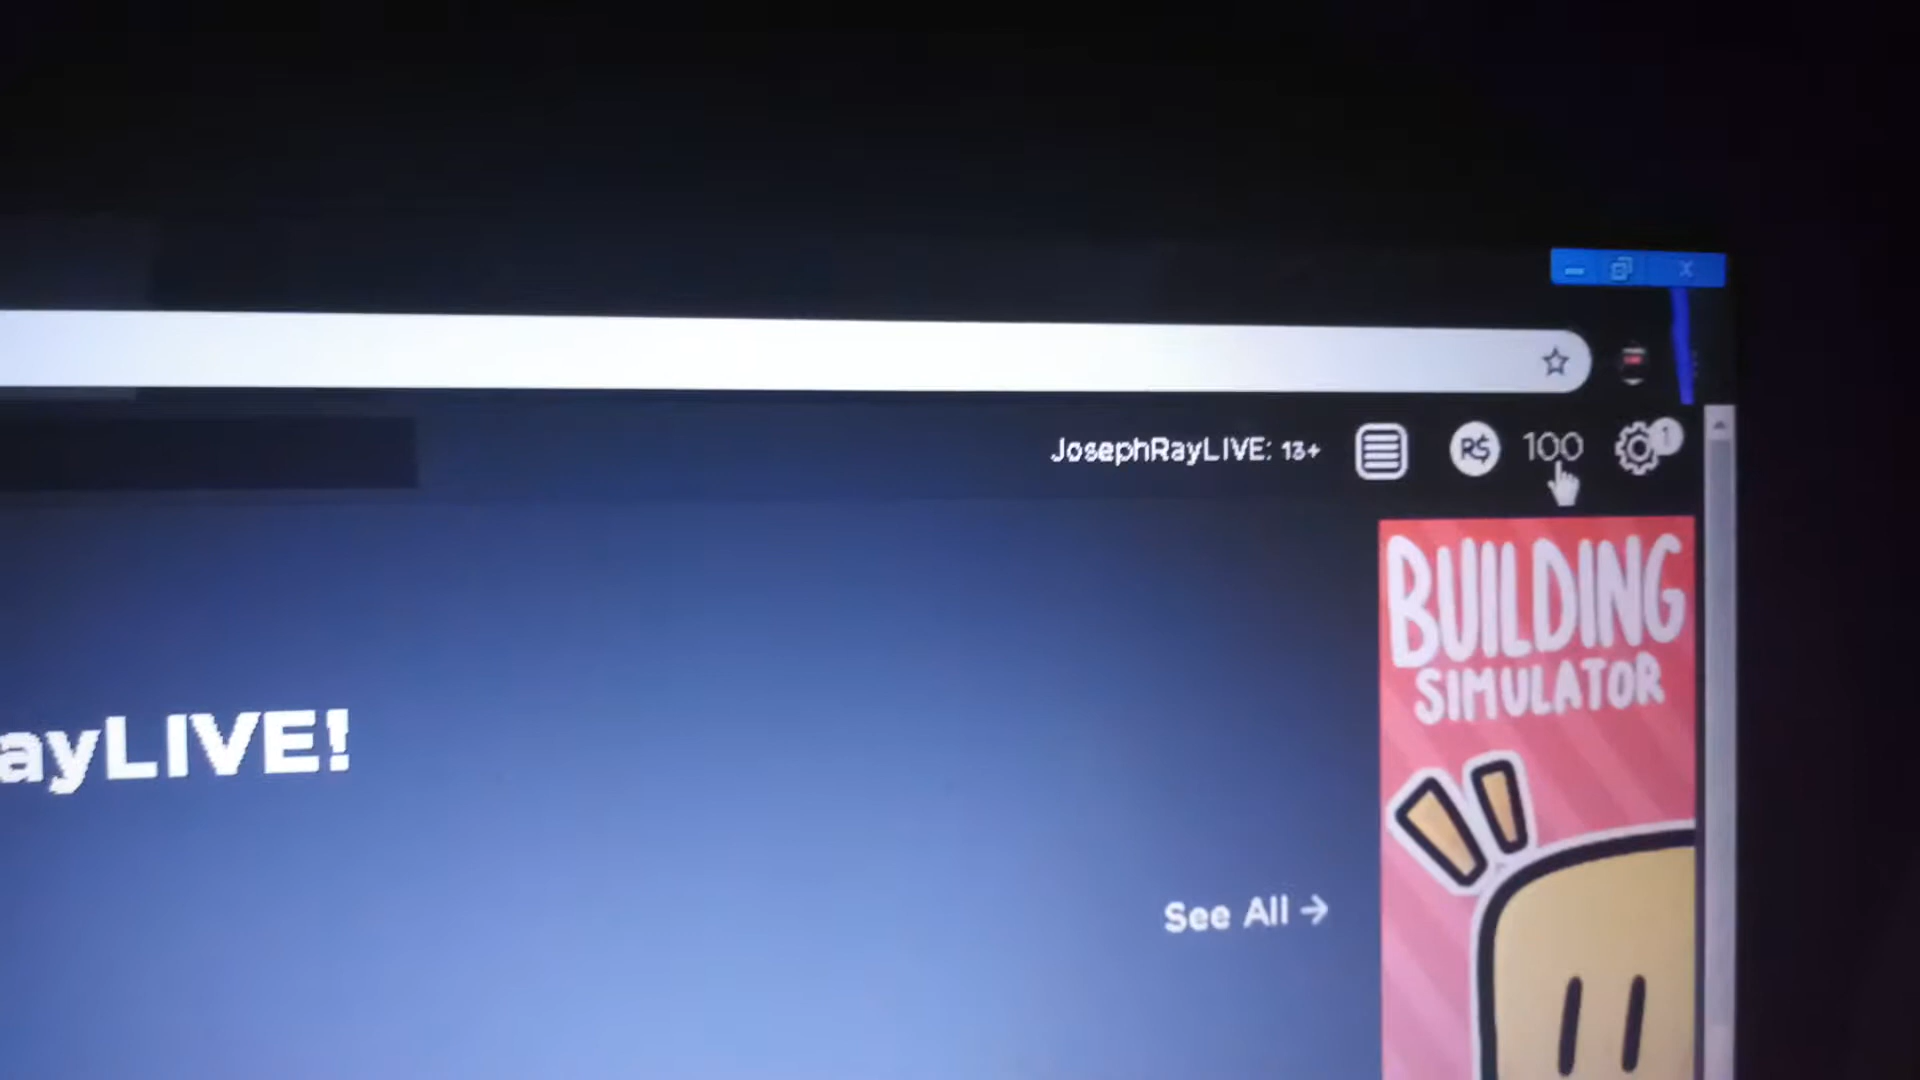 JosephRayLIVE: 13+
R$ 100
1
BUILDING
SIMULATOR
ayLIVE!
See All →